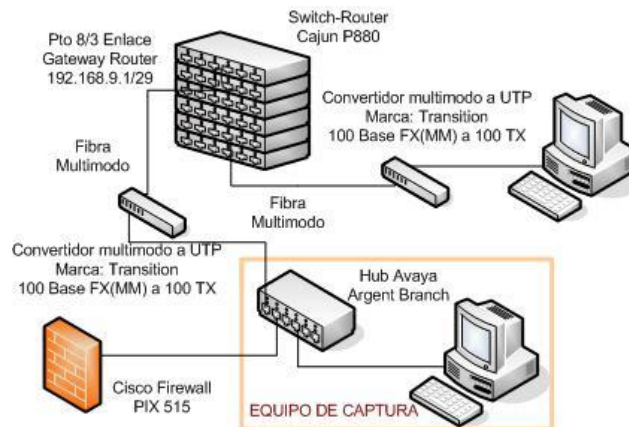 Switch-Router
Cajun P880
Pto 8/3 Enlace
Gateway Router
192.168.9.1/29
Convertidor multimodo a UTP
Marca: Transition
100 Base FX(MM) a 100 TX
Fibra
Multimodo
Fibra
Multimodo
Convertidor multimodo a UTP
Marca: Transition
100 Base FX(MM) a 100 TX
Hub Avaya
Argent Branch
Cisco Firewall
PIX 515
EQUIPO DE CAPTURA